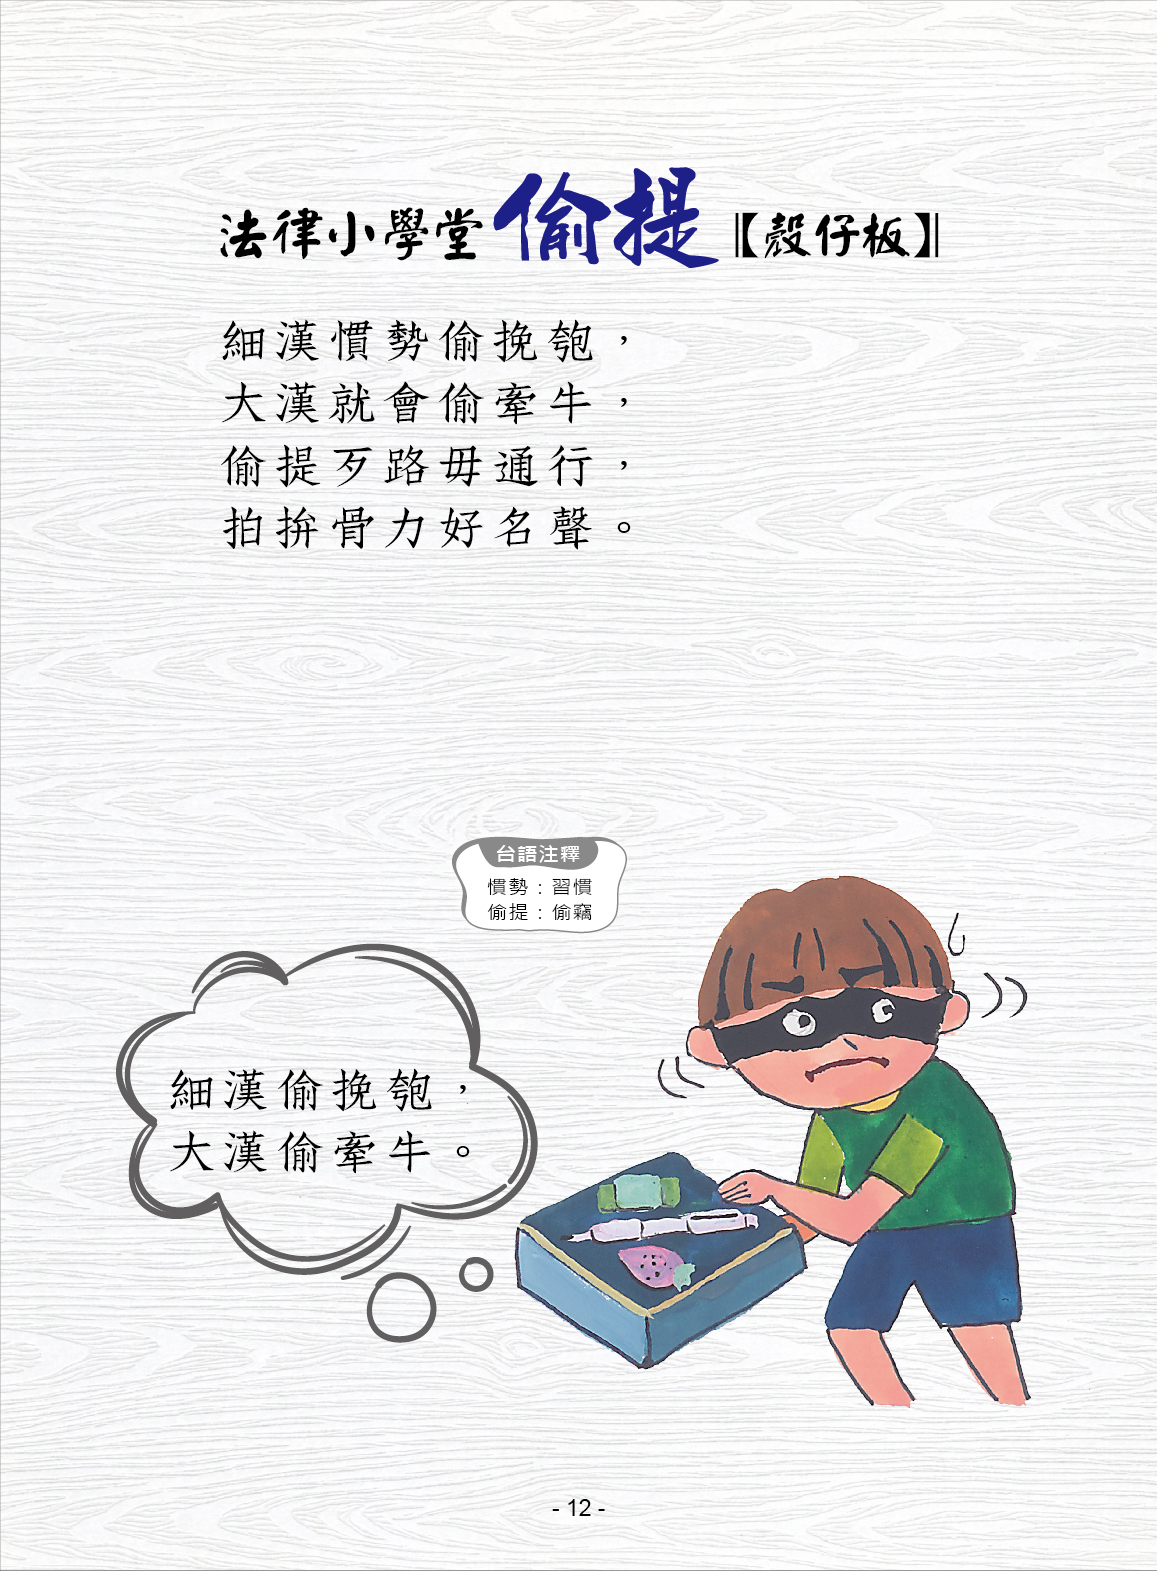 法律小學堂偷提【殼仔板】
細漢慣勢偷挽匏，
大漢就會偷牽牛，
偷提歹路毋通行，
拍拚骨力好名聲。
台語注釋
慣勢：習慣
偷提：偷竊
細漢偷挽匏，
大漢偷牽牛。
- 12 -